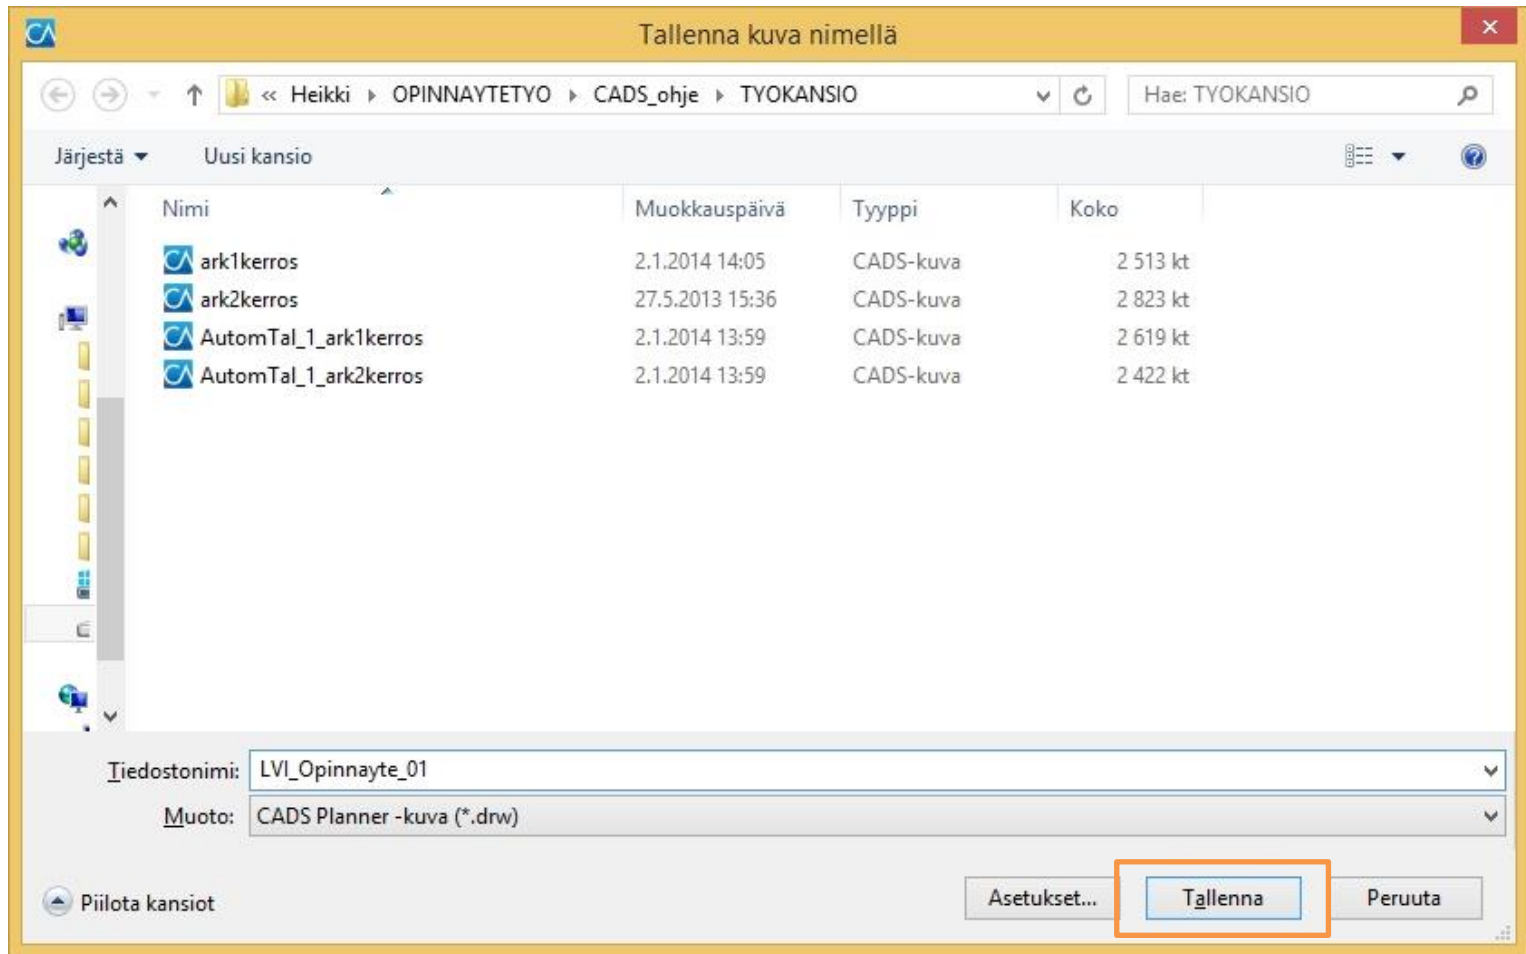 Tallenna kuva nimellä
« Heikki OPINNAYTETYO CADS_ohje TYOKANSIO Hae: TYOKANSIO
Järjestä Uusi kansio
Nimi Muokkauspäivä Tyyppi Koko
ark1kerros 2.1.2014 14:05 CADS-kuva 2 513 kt
ark2kerros 27.5.2013 15:36 CADS-kuva 2 823 kt
AutomTal_1_ark1kerros 2.1.2014 13:59 CADS-kuva 2 619 kt
AutomTal_1_ark2kerros 2.1.2014 13:59 CADS-kuva 2 422 kt
Tiedostonimi: LVI_Opinnayte_01
Muoto: CADS Planner -kuva (*.drw)
Piilota kansiot Asetukset... Tallenna Peruuta